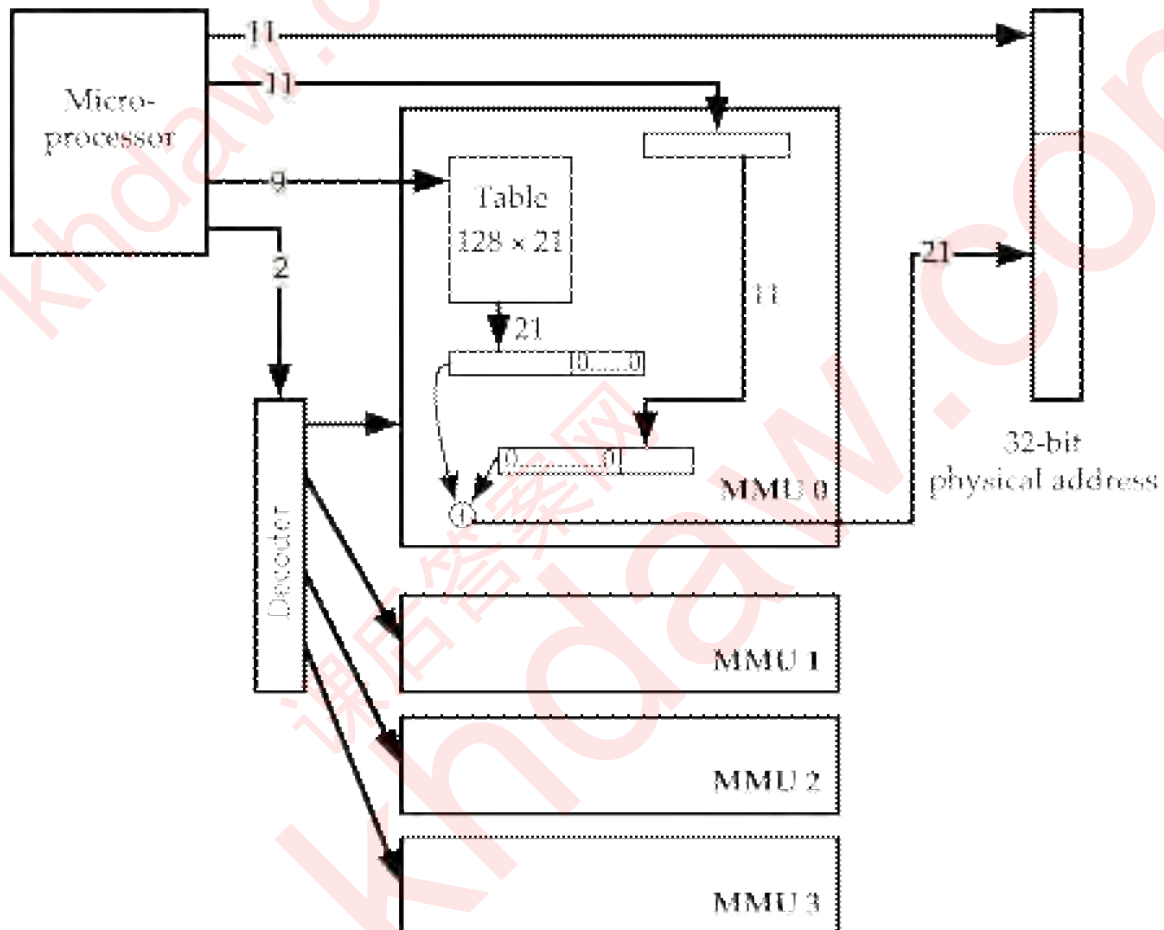 11
11
Micro-
processor
9
Table
128 × 21
2
21
11
21
0......0
0..............0
+
MMU 0
32-bit
physical address
Decoder
MMU 1
MMU 2
MMU 3
课后答案网
khdaw.com
khdaw.com